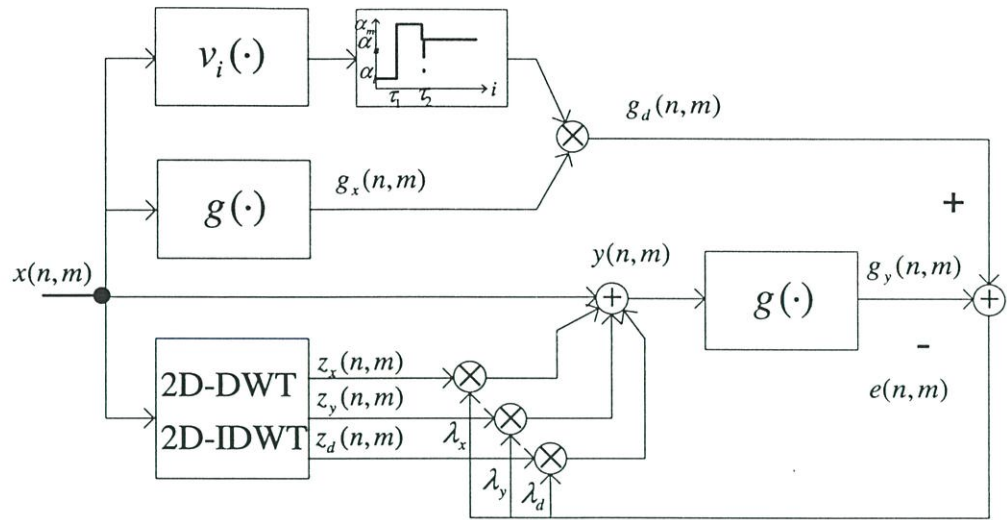 v_i(·)
α_m
α
α
τ_1
τ_2
i
g_d(n,m)
g(·)
g_x(n,m)
+
x(n,m)
y(n,m)
+
g(·)
g_y(n,m)
+
-
e(n,m)
2D-DWT
2D-IDWT
z_x(n,m)
z_y(n,m)
z_d(n,m)
λ_x
λ_y
λ_d